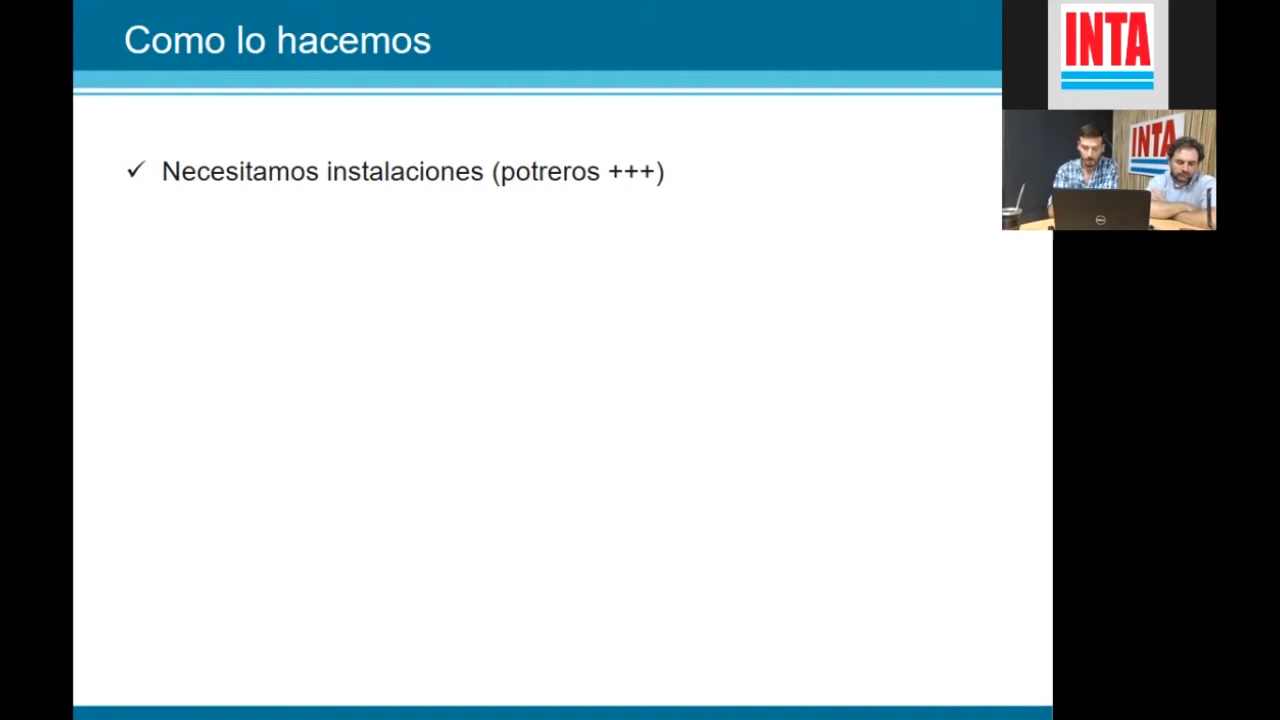 Como lo hacemos
✓ Necesitamos instalaciones (potreros +++)
INTA
INTA